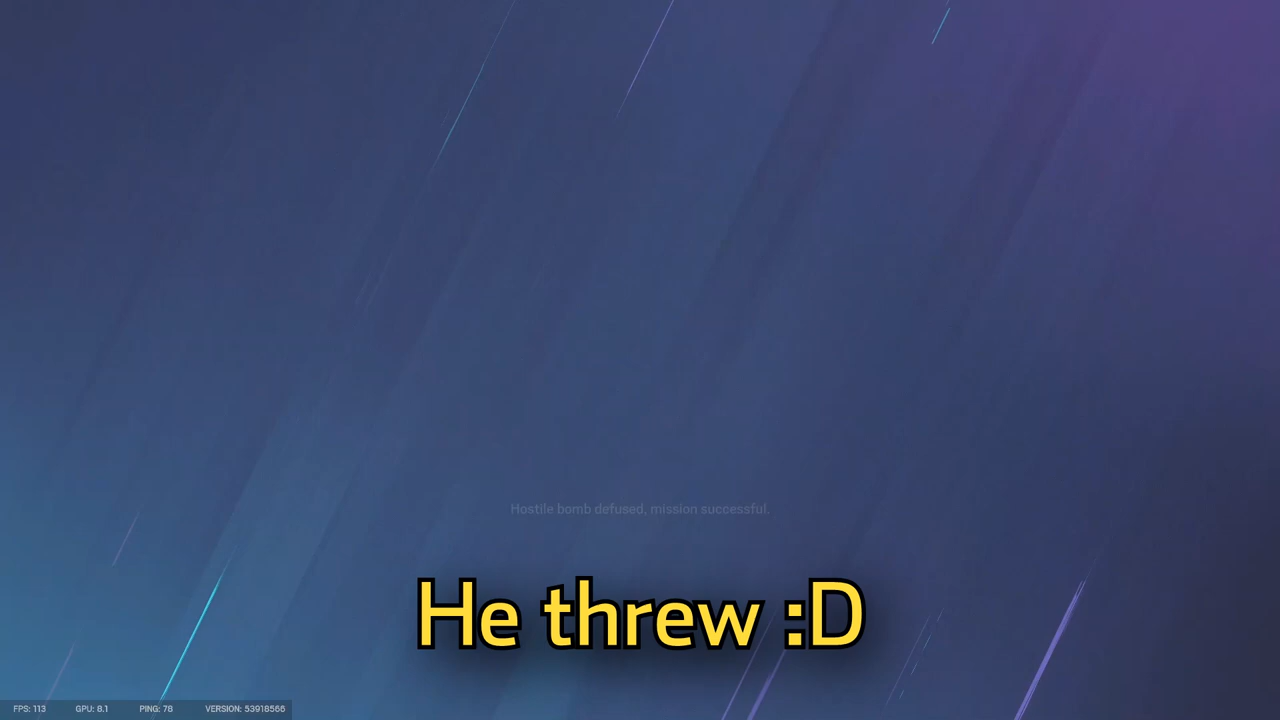 Hostile bomb defused, mission successful.
He threw :D
FPS: 113 GPU: 8.1 PING: 78 VERSION: 53918566